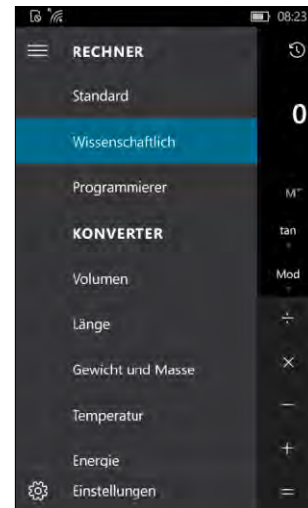 08:23
RECHNER
Standard
0
Wissenschaftlich
Programmierer
M˅
KONVERTER
tan
Volumen
Mod
Länge
÷
Gewicht und Masse
×
Temperatur
−
Energie
+
Einstellungen
=